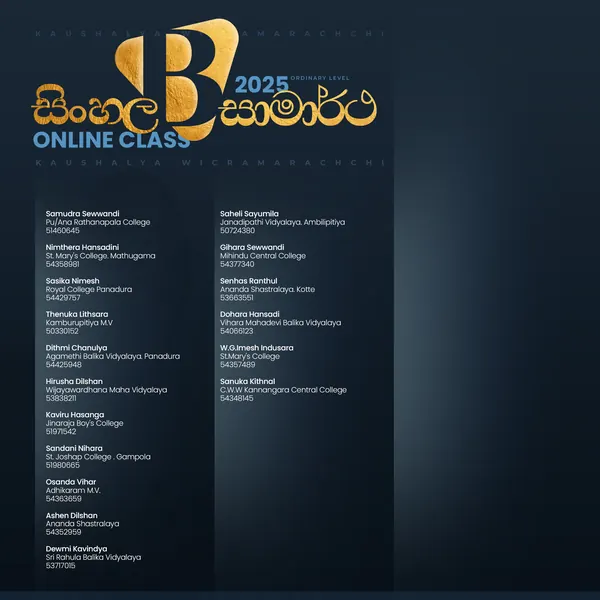 KAUSHALYA WICRAMARACHCHI
B
2025 ORDINARY LEVEL
සිංහල සාමාර්ථ
ONLINE CLASS
KAUSHALYA WICRAMARACHCHI
Samudra Sewwandi
Pu/Ana Rathanapala College
51460645
Nimthera Hansadini
St. Mary's College. Mathugama
54358981
Sasika Nimesh
Royal College Panadura
54429757
Thenuka Lithsara
Kamburupitiya M.V
50330152
Dithmi Chanulya
Agamethi Balika Vidyalaya. Panadura
54425948
Hirusha Dilshan
Wijayawardhana Maha Vidyalaya
53838211
Kaviru Hasanga
Jinaraja Boy's College
51971542
Sandani Nihara
St. Joshap College . Gampola
51980665
Osanda Vihar
Adhikaram M.V.
54363659
Ashen Dilshan
Ananda Shastralaya
54352959
Dewmi Kavindya
Sri Rahula Balika Vidyalaya
53717015
Saheli Sayumila
Janadipathi Vidyalaya. Ambilipitiya
50724380
Gihara Sewwandi
Mihindu Central College
54377340
Senhas Ranthul
Ananda Shastralaya. Kotte
53663551
Dohara Hansadi
Vihara Mahadevi Balika Vidyalaya
54066123
W.G.Imesh Indusara
St.Mary's College
54357489
Sanuka Kithnal
C.W.W Kannangara Central College
54348145